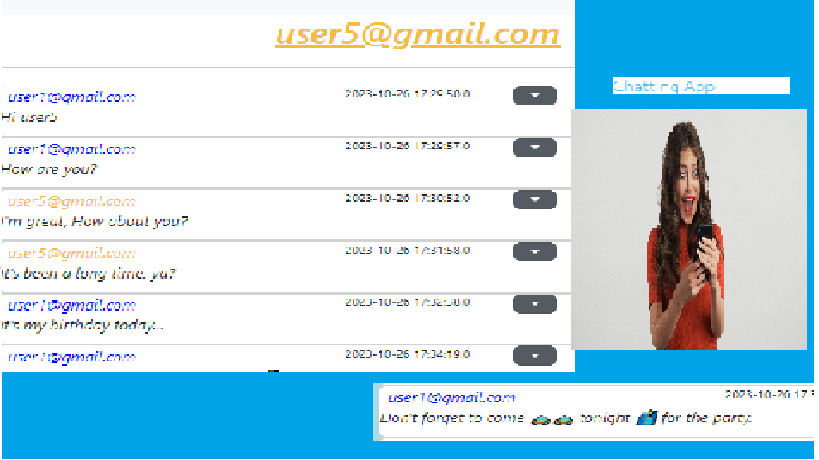 user5@gmail.com
user1@gmail.com 2023-10-26 17:29:50.0
Hi user5
user1@gmail.com 2023-10-26 17:29:57.0
How are you?
user5@gmail.com 2023-10-26 17:30:52.0
I'm great, How about you?
user5@gmail.com 2023-10-26 17:31:58.0
It's been a long time, ya?
user1@gmail.com 2023-10-26 17:32:38.0
It's my birthday today...
user1@gmail.com 2023-10-26 17:34:19.0
Chatting App
user1@gmail.com 2023-10-26 17:3
Don't forget to come 🚗🚗 tonight 🌃 for the party.